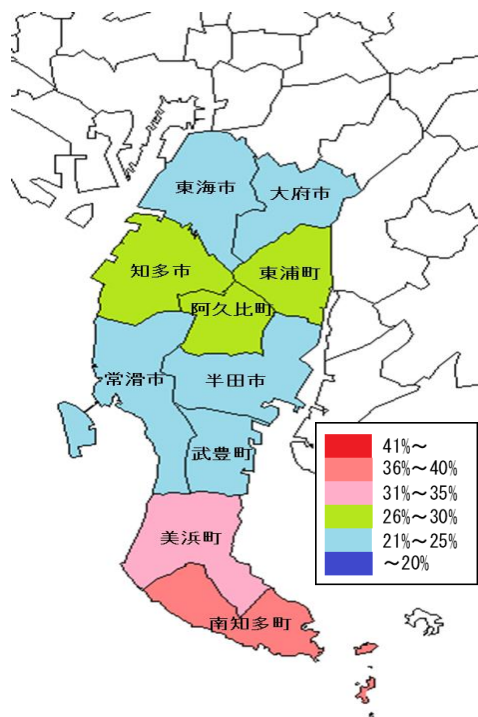 東海市
大府市
知多市
東浦町
阿久比町
常滑市
半田市
武豊町
美浜町
南知多町
41%～
36%～40%
31%～35%
26%～30%
21%～25%
～20%